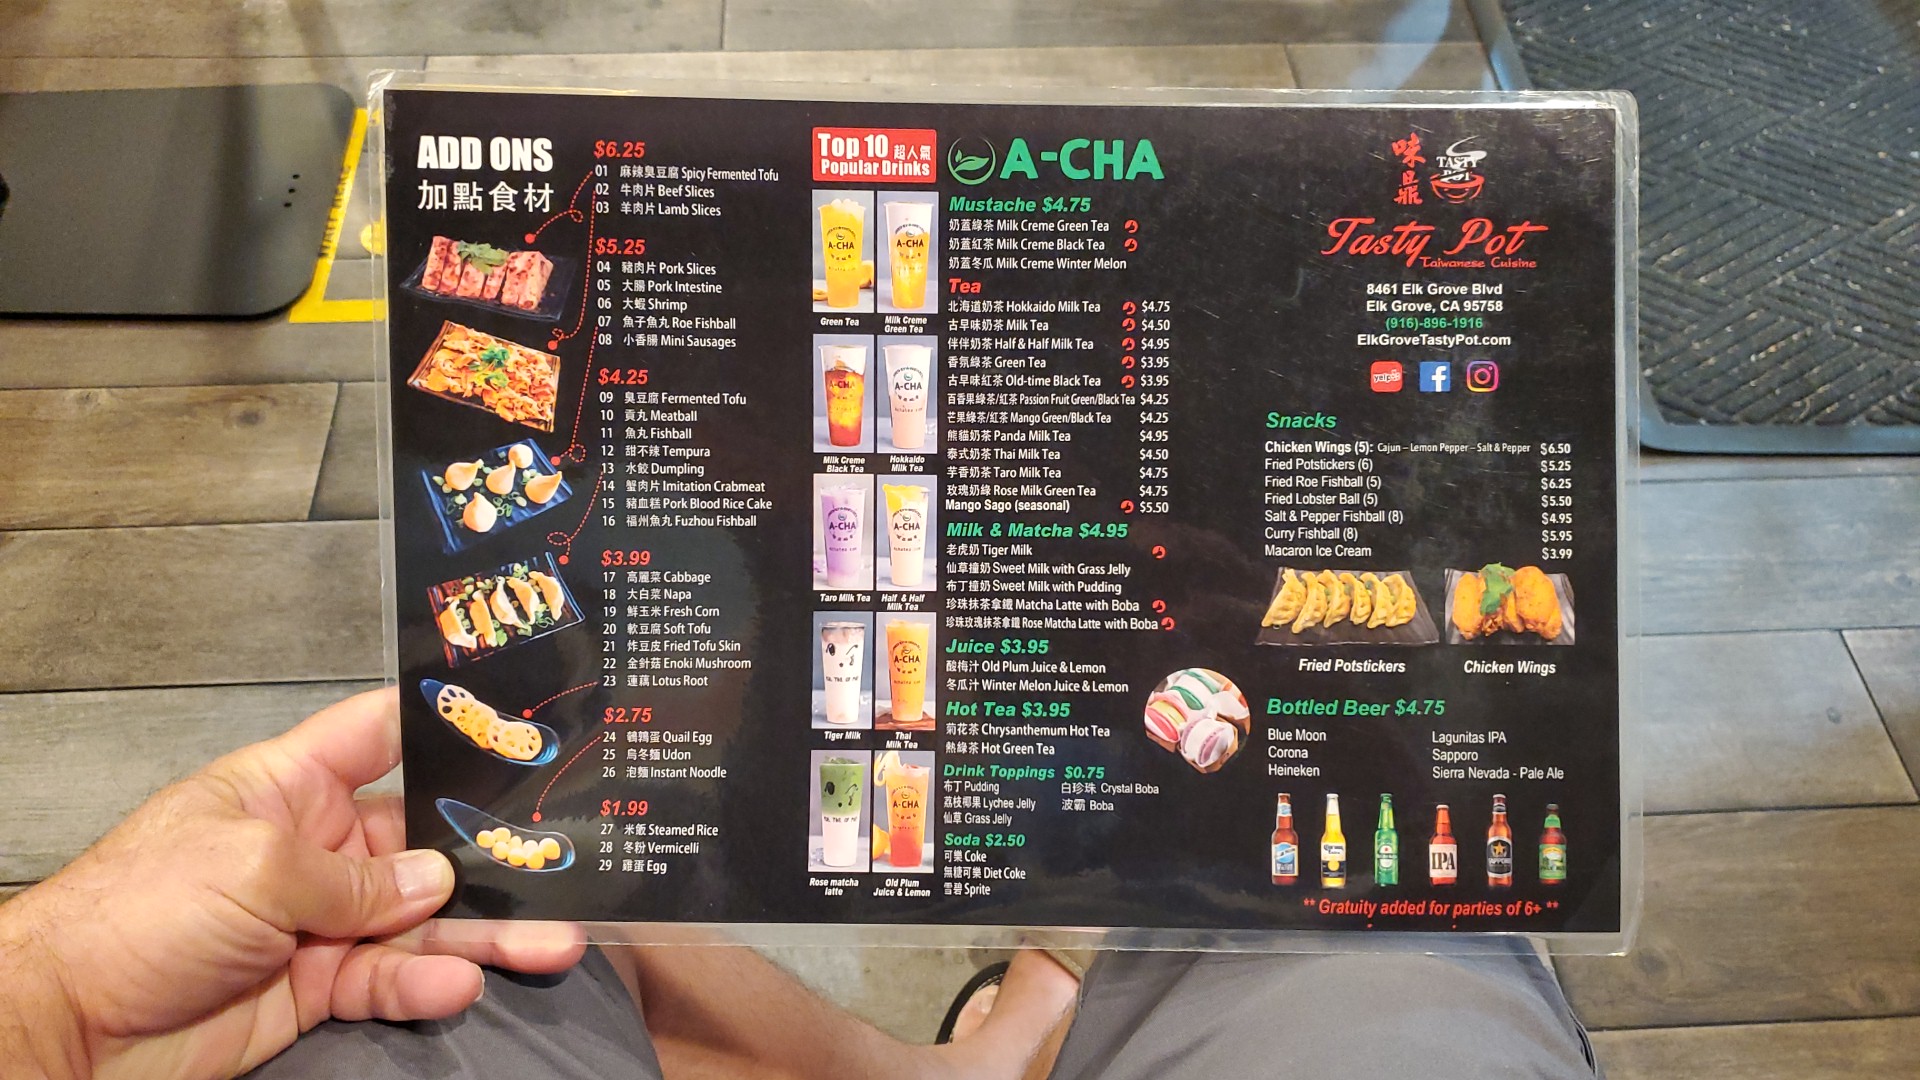 ADD ONS
加點食材
$6.25
01 麻辣臭豆腐 Spicy Fermented Tofu
02 牛肉片 Beef Slices
03 羊肉片 Lamb Slices
$5.25
04 豬肉片 Pork Slices
05 大腸 Pork Intestine
06 大蝦 Shrimp
07 魚子魚丸 Roe Fishball
08 小香腸 Mini Sausages
$4.25
09 臭豆腐 Fermented Tofu
10 貢丸 Meatball
11 魚丸 Fishball
12 甜不辣 Tempura
13 水餃 Dumpling
14 蟹肉片 Imitation Crabmeat
15 豬血糕 Pork Blood Rice Cake
16 福州魚丸 Fuzhou Fishball
$3.99
17 高麗菜 Cabbage
18 大白菜 Napa
19 鮮玉米 Fresh Corn
20 軟豆腐 Soft Tofu
21 炸豆皮 Fried Tofu Skin
22 金針菇 Enoki Mushroom
23 蓮藕 Lotus Root
$2.75
24 鵪鶉蛋 Quail Egg
25 烏冬麵 Udon
26 泡麵 Instant Noodle
$1.99
27 米飯 Steamed Rice
28 冬粉 Vermicelli
29 雞蛋 Egg
Top 10 超人氣
Popular Drinks
A-CHA
A-CHA
Green Tea
Milk Creme
Green Tea
A-CHA
A-CHA
Milk Creme
Black Tea
Hokkaido
Milk Tea
A-CHA
A-CHA
Taro Milk Tea
Half & Half
Milk Tea
A-CHA
Tiger Milk
Thai
Milk Tea
A-CHA
Rose matcha
latte
Old Plum
Juice & Lemon
A-CHA
Mustache $4.75
奶蓋綠茶 Milk Creme Green Tea
奶蓋紅茶 Milk Creme Black Tea
奶蓋冬瓜 Milk Creme Winter Melon
Tea
北海道奶茶 Hokkaido Milk Tea $4.75
古早味奶茶 Milk Tea $4.50
伴伴奶茶 Half & Half Milk Tea $4.95
香氛綠茶 Green Tea $3.95
古早味紅茶 Old-time Black Tea $3.95
百香果綠茶/紅茶 Passion Fruit Green/Black Tea $4.25
芒果綠茶/紅茶 Mango Green/Black Tea $4.25
熊貓奶茶 Panda Milk Tea $4.95
泰式奶茶 Thai Milk Tea $4.50
芋香奶茶 Taro Milk Tea $4.75
玫瑰奶綠 Rose Milk Green Tea $4.75
Mango Sago (seasonal) $5.50
Milk & Matcha $4.95
老虎奶 Tiger Milk
仙草撞奶 Sweet Milk with Grass Jelly
布丁撞奶 Sweet Milk with Pudding
珍珠抹茶拿鐵 Matcha Latte with Boba
珍珠玫瑰抹茶拿鐵 Rose Matcha Latte with Boba
Juice $3.95
酸梅汁 Old Plum Juice & Lemon
冬瓜汁 Winter Melon Juice & Lemon
Hot Tea $3.95
菊花茶 Chrysanthemum Hot Tea
熱綠茶 Hot Green Tea
Drink Toppings $0.75
布丁 Pudding 白珍珠 Crystal Boba
荔枝椰果 Lychee Jelly 波霸 Boba
仙草 Grass Jelly
Soda $2.50
可樂 Coke
無糖可樂 Diet Coke
雪碧 Sprite
味鼎
TASTY
POT
Tasty Pot
Taiwanese Cuisine
8461 Elk Grove Blvd
Elk Grove, CA 95758
(916)-896-1916
ElkGroveTastyPot.com
yelp
Snacks
Chicken Wings (5): Cajun – Lemon Pepper – Salt & Pepper $6.50
Fried Potstickers (6) $5.25
Fried Roe Fishball (5) $6.25
Fried Lobster Ball (5) $5.50
Salt & Pepper Fishball (8) $4.95
Curry Fishball (8) $5.95
Macaron Ice Cream $3.99
Fried Potstickers
Chicken Wings
Bottled Beer $4.75
Blue Moon Lagunitas IPA
Corona Sapporo
Heineken Sierra Nevada - Pale Ale
IPA
** Gratuity added for parties of 6+ **